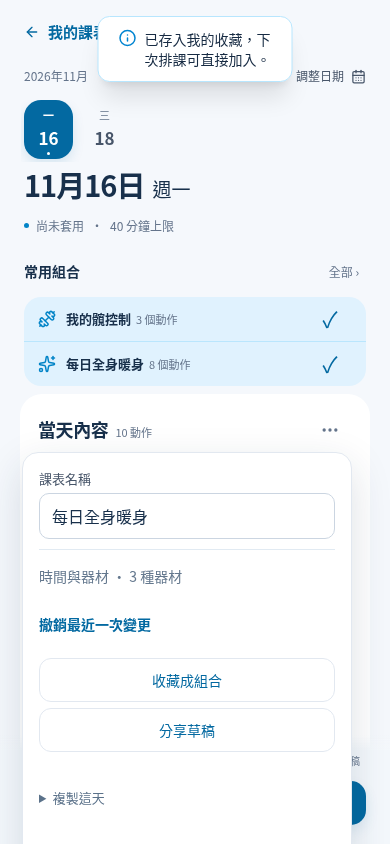 我的課表
已存入我的收藏，下
次排課可直接加入。
2026年11月
調整日期
一
16
三
18
11月16日 週一
尚未套用 · 40 分鐘上限
常用組合
全部 ›
我的髖控制 3 個動作
每日全身暖身 8 個動作
當天內容 10 動作
課表名稱
每日全身暖身
時間與器材 · 3 種器材
撤銷最近一次變更
收藏成組合
分享草稿
稿
複製這天